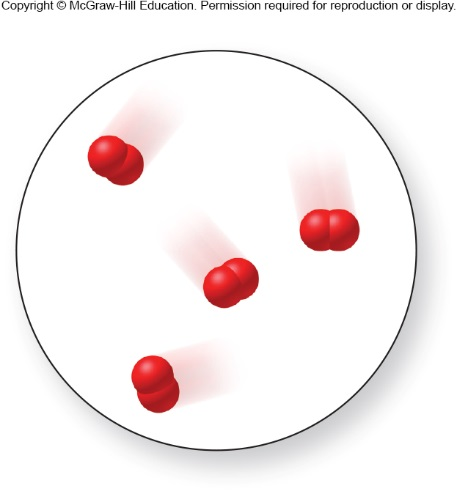 Copyright © McGraw-Hill Education. Permission required for reproduction or display.